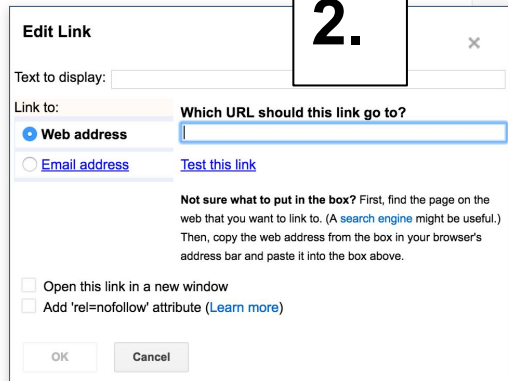 2.
Edit Link
×
Text to display:
Link to:
Which URL should this link go to?
Web address
Email address
Test this link
Not sure what to put in the box? First, find the page on the
web that you want to link to. (A search engine might be useful.)
Then, copy the web address from the box in your browser's
address bar and paste it into the box above.
Open this link in a new window
Add 'rel=nofollow' attribute (Learn more)
OK Cancel